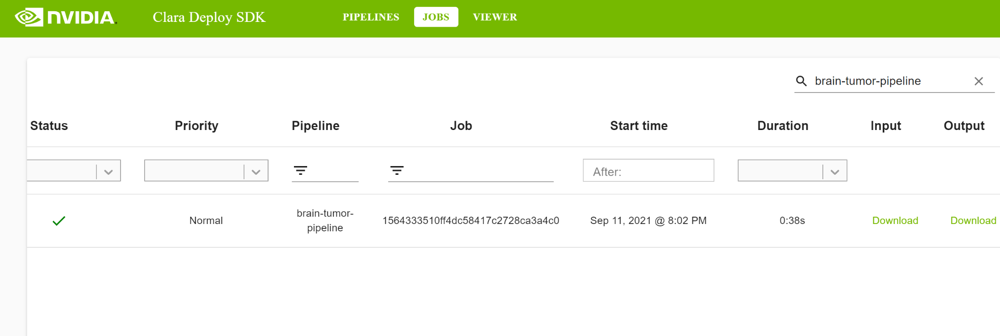 NVIDIA. Clara Deploy SDK PIPELINES JOBS VIEWER
brain-tumor-pipeline
Status Priority Pipeline Job Start time Duration Input Output
After:
Normal brain-tumor-pipeline 1564333510ff4dc58417c2728ca3a4c0 Sep 11, 2021 @ 8:02 PM 0:38s Download Download